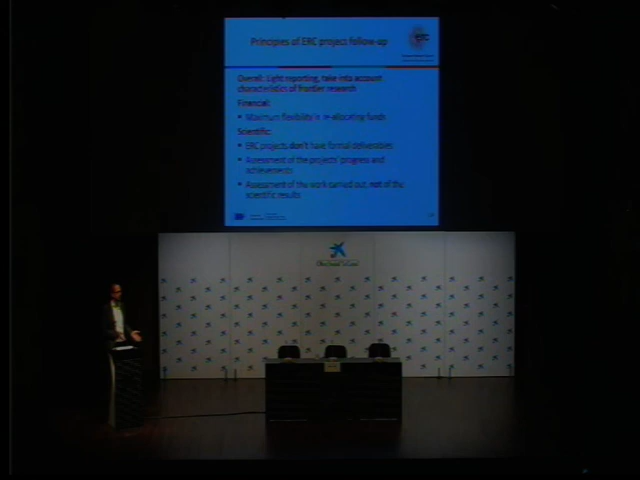 Principles of ERC project follow-up
erc
Overall: Light reporting, take into account
characteristics of frontier research
Financial:
Maximum flexibility in re-allocating funds
Scientific:
ERC projects don't have formal deliverables
Assessment of the projects' progress and
achievements
Assessment of the work carried out, not of the
scientific results